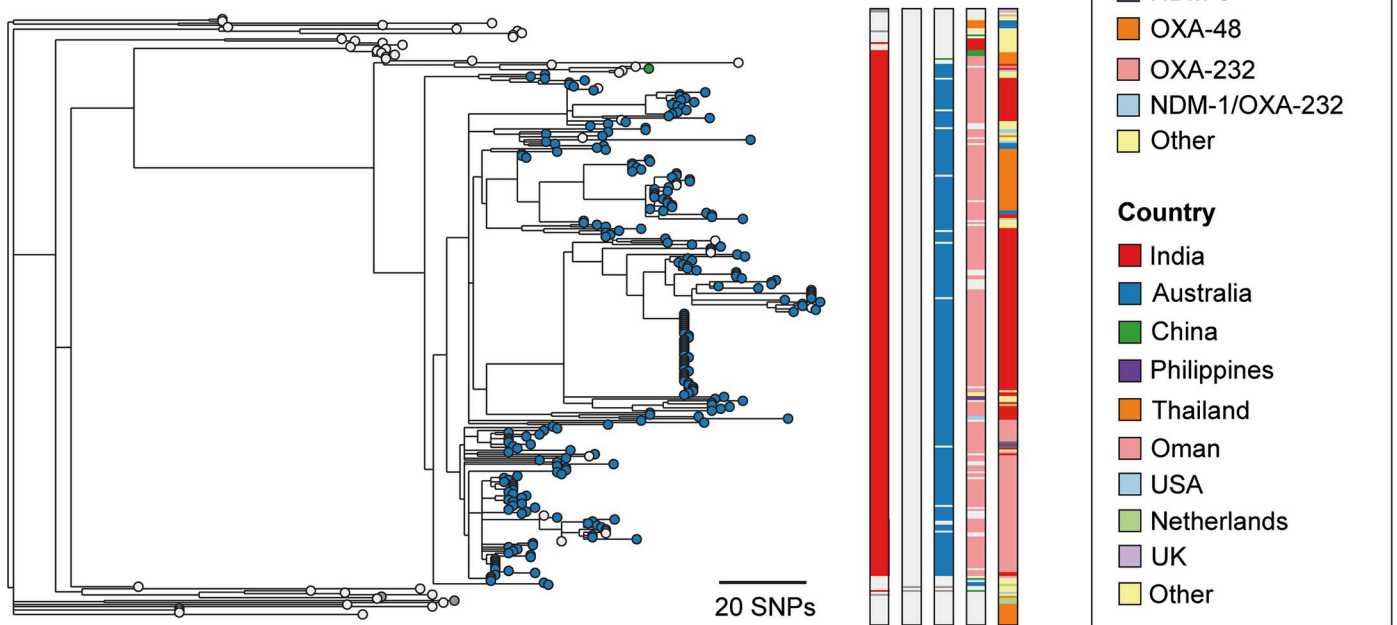 OXA-48
OXA-232
NDM-1/OXA-232
Other
Country
India
Australia
China
Philippines
Thailand
Oman
USA
Netherlands
UK
Other
20 SNPs